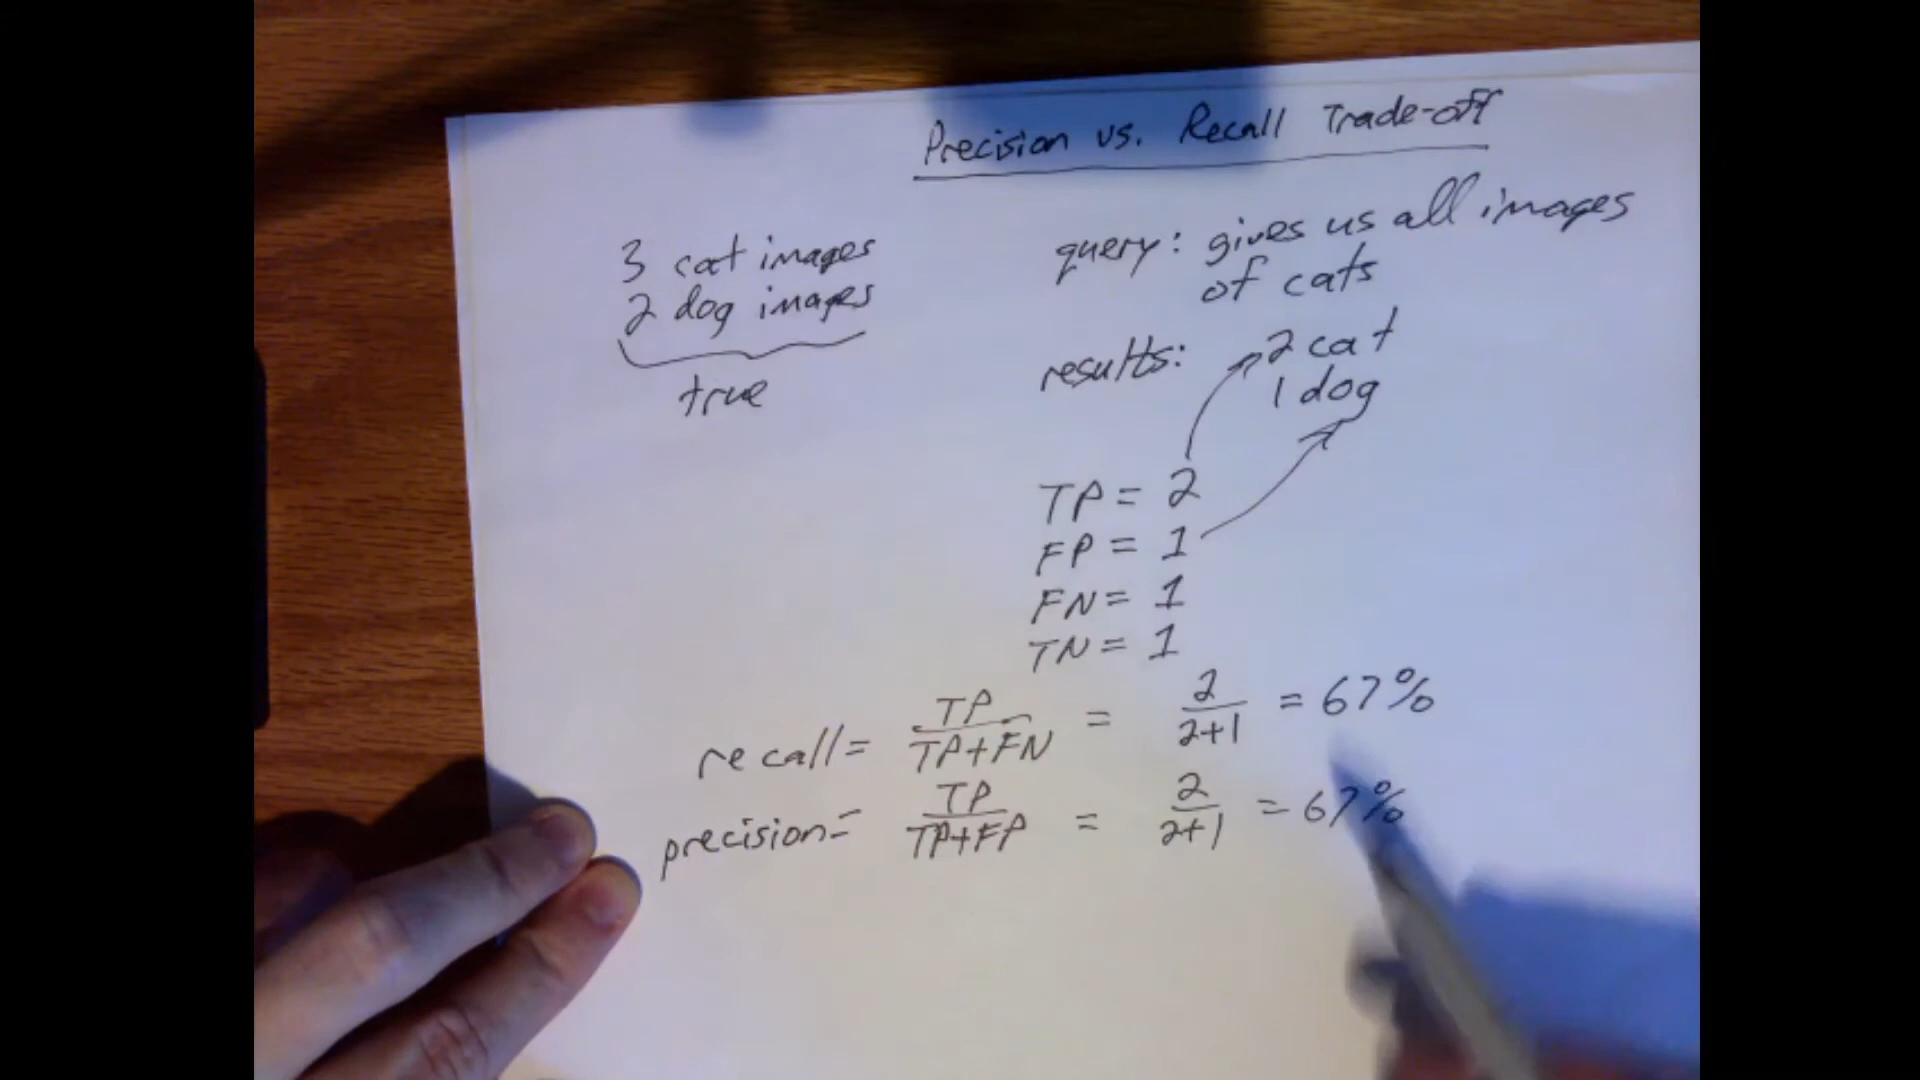 Precision vs. Recall Trade-off
3 cat images
2 dog images
true
query: gives us all images
of cats
results: 2 cat
1 dog
TP = 2
FP = 1
FN = 1
TN = 1
recall = TP / TP+FN = 2 / 2+1 = 67%
precision = TP / TP+FP = 2 / 2+1 = 67%